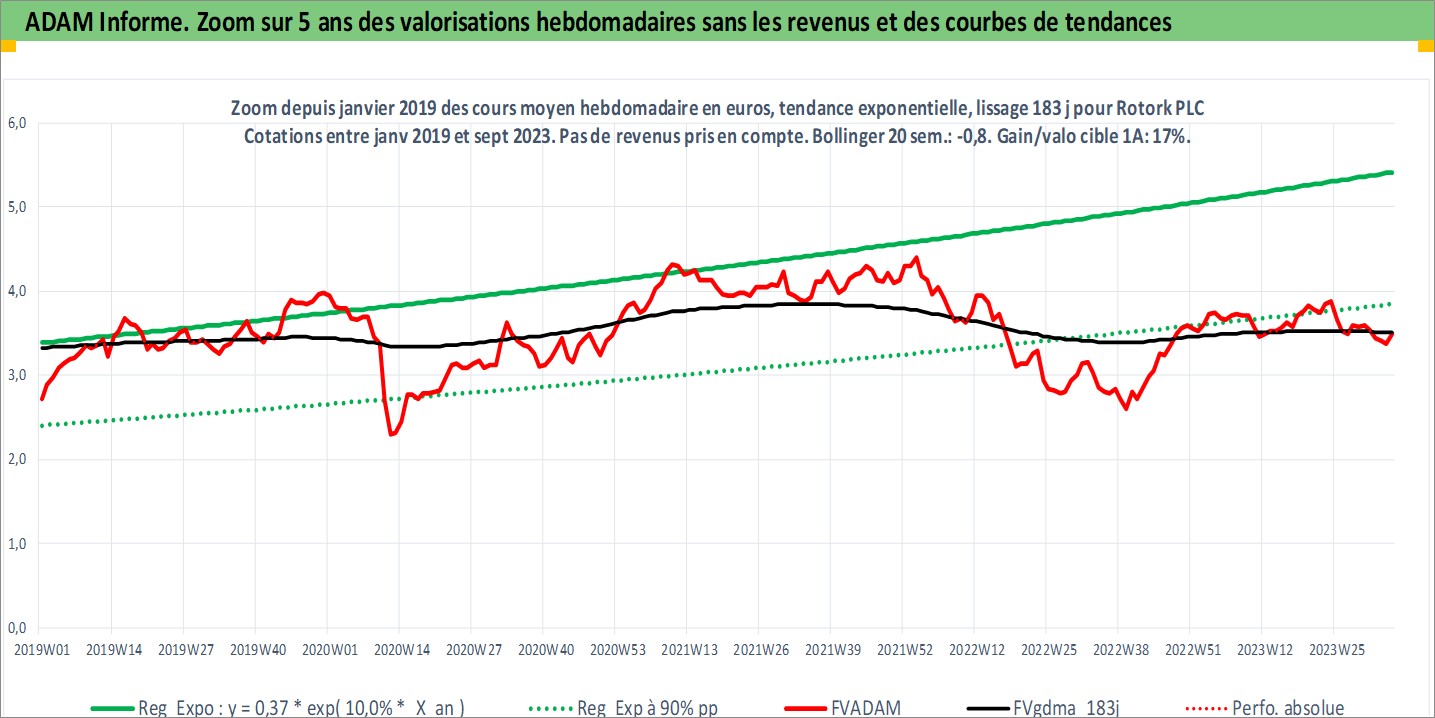 ADAM Informe. Zoom sur 5 ans des valorisations hebdomadaires sans les revenus et des courbes de tendances
Zoom depuis janvier 2019 des cours moyen hebdomadaire en euros, tendance exponentielle, lissage 183 j pour Rotork PLC
Cotations entre janv 2019 et sept 2023. Pas de revenus pris en compte. Bollinger 20 sem.: -0,8. Gain/valo cible 1A: 17%.
6,0
5,0
4,0
3,0
2,0
1,0
0,0
2019W01 2019W14 2019W27 2019W40 2020W01 2020W14 2020W27 2020W40 2020W53 2021W13 2021W26 2021W39 2021W52 2022W12 2022W25 2022W38 2022W51 2023W12 2023W25
Reg Expo : y = 0,37 * exp( 10,0% * X an ) Reg Exp à 90% pp FVADAM FVgdma 183j Perfo. absolue